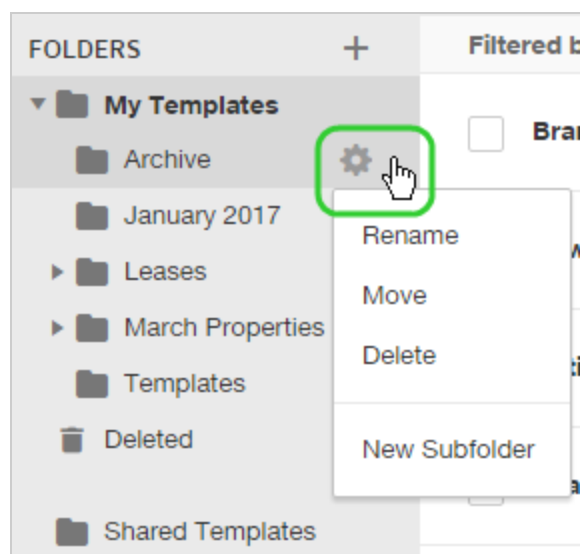 FOLDERS
Filtered b
My Templates
Bran
Archive
January 2017
Rename
Leases
Move
March Properties
Delete
Templates
Deleted
New Subfolder
Shared Templates